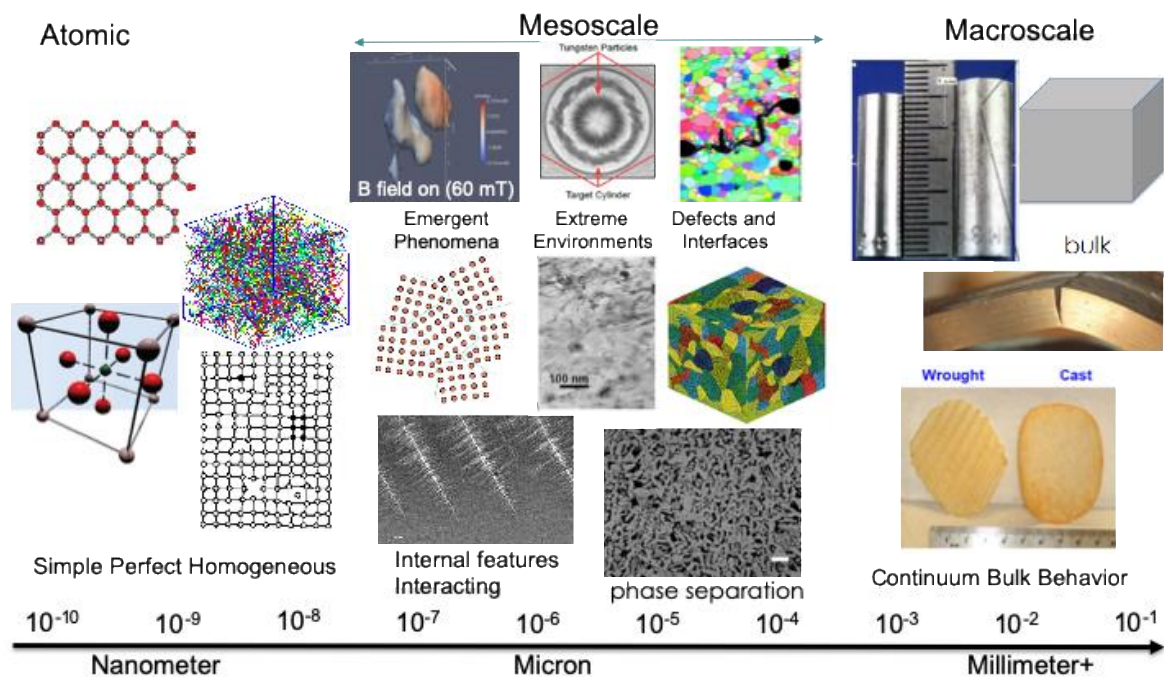 Atomic
Mesoscale
Macroscale
Tungsten Particles
Target Cylinder
B field on (60 mT)
Emergent
Phenomena
Extreme
Environments
Defects and
Interfaces
bulk
100 nm
Wrought
Cast
Simple Perfect Homogeneous
Internal features
Interacting
phase separation
Continuum Bulk Behavior
10⁻¹⁰
10⁻⁹
10⁻⁸
10⁻⁷
10⁻⁶
10⁻⁵
10⁻⁴
10⁻³
10⁻²
10⁻¹
Nanometer
Micron
Millimeter+